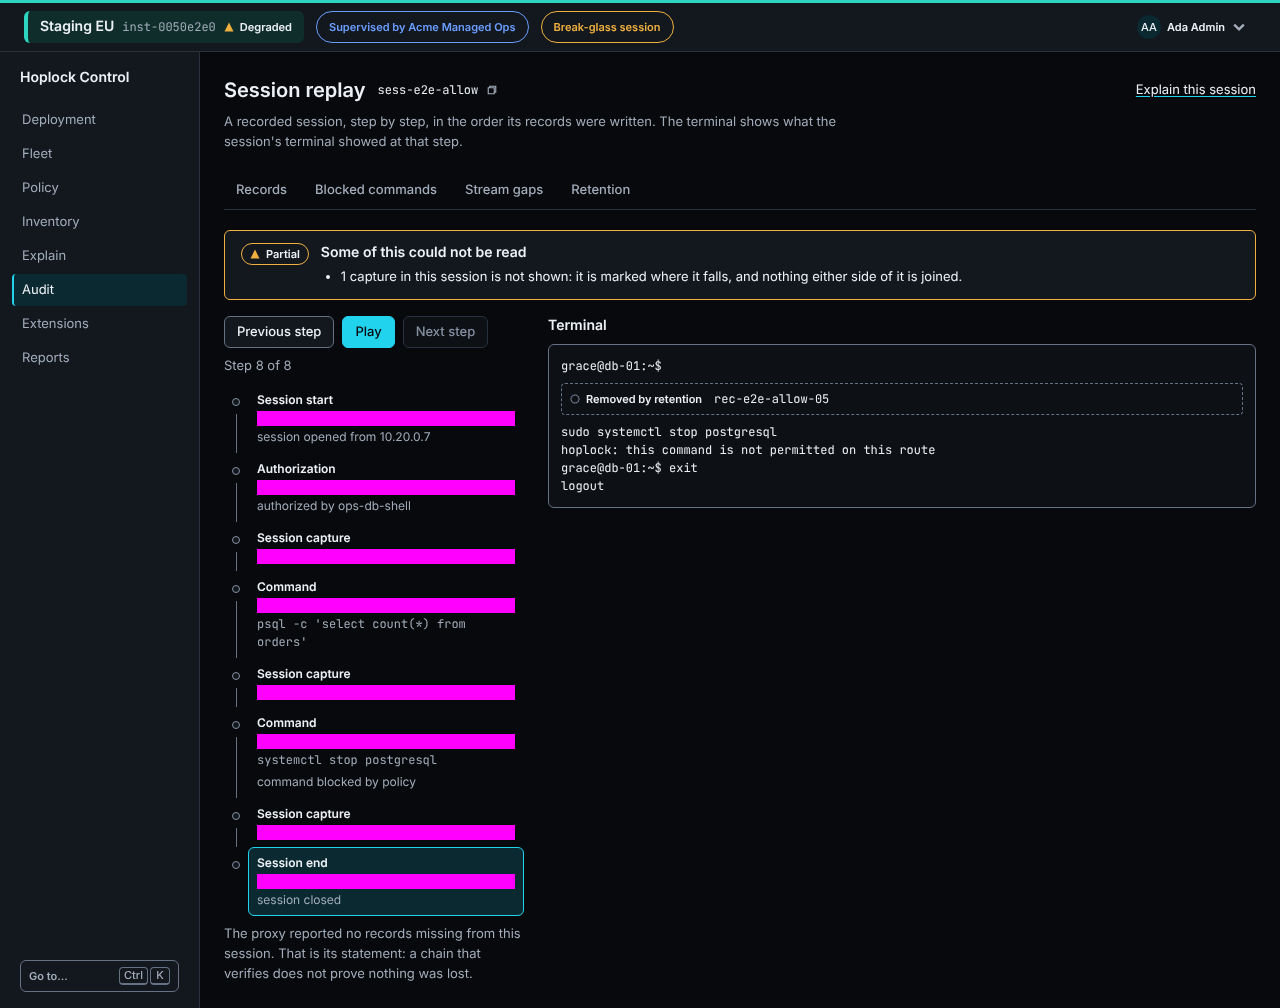 Staging EU inst-0050e2e0 Degraded
Supervised by Acme Managed Ops
Break-glass session
AA Ada Admin
Hoplock Control
Deployment
Fleet
Policy
Inventory
Explain
Audit
Extensions
Reports
Go to...
Ctrl K
Session replay sess-e2e-allow
Explain this session
A recorded session, step by step, in the order its records were written. The terminal shows what the
session's terminal showed at that step.
Records Blocked commands Stream gaps Retention
Partial
Some of this could not be read
• 1 capture in this session is not shown: it is marked where it falls, and nothing either side of it is joined.
Previous step Play Next step
Step 8 of 8
Session start
session opened from 10.20.0.7
Authorization
authorized by ops-db-shell
Session capture
Command
psql -c 'select count(*) from
orders'
Session capture
Command
systemctl stop postgresql
command blocked by policy
Session capture
Session end
session closed
The proxy reported no records missing from this
session. That is its statement: a chain that
verifies does not prove nothing was lost.
Terminal
grace@db-01:~$
Removed by retention rec-e2e-allow-05
sudo systemctl stop postgresql
hoplock: this command is not permitted on this route
grace@db-01:~$ exit
logout